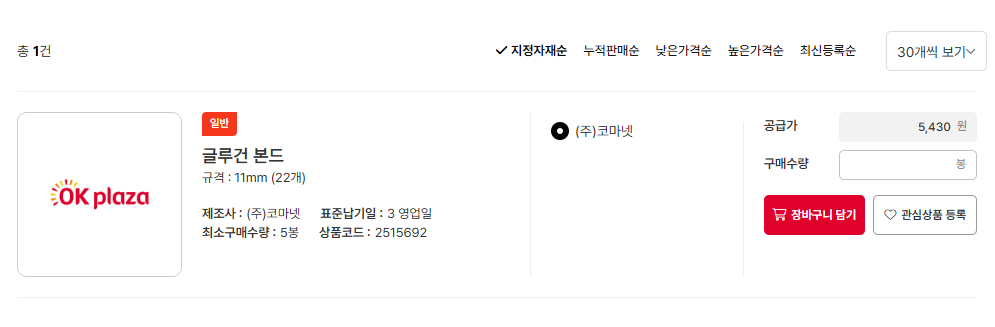 총 1건
지정자재순 누적판매순 낮은가격순 높은가격순 최신등록순
30개씩 보기
OK plaza
일반
글루건 본드
규격 : 11mm (22개)
제조사 : (주)코마넷 표준납기일 : 3 영업일
최소구매수량 : 5봉 상품코드 : 2515692
(주)코마넷
공급가 5,430 원
구매수량 봉
장바구니 담기 관심상품 등록